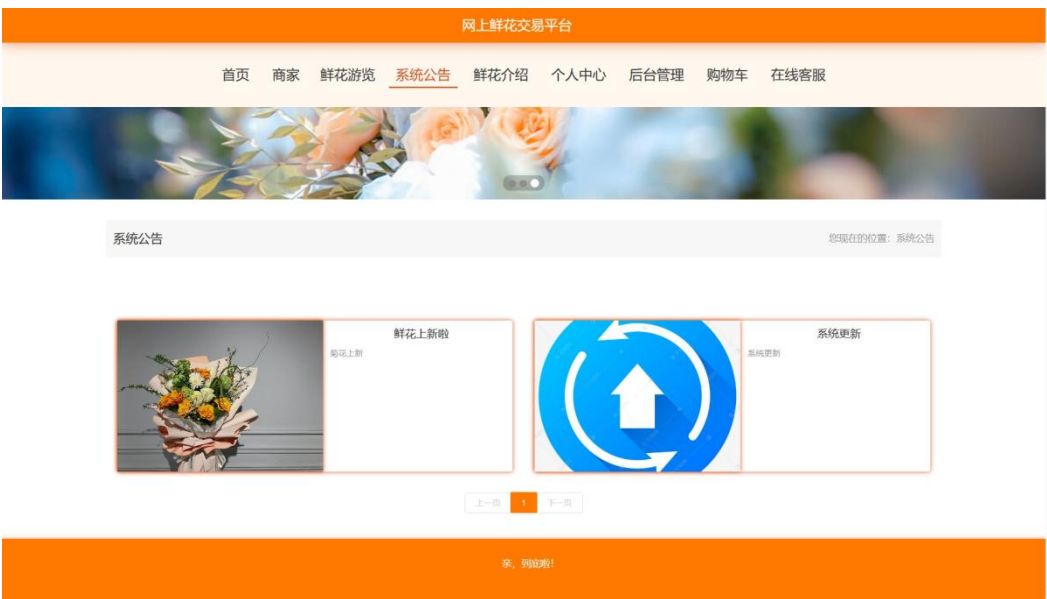 网上鲜花交易平台
首页 商家 鲜花游览 系统公告 鲜花介绍 个人中心 后台管理 购物车 在线客服
系统公告 您现在的位置：系统公告
鲜花上新啦
菊花上新
系统更新
系统更新
上一页 1 下一页
亲，到底啦！